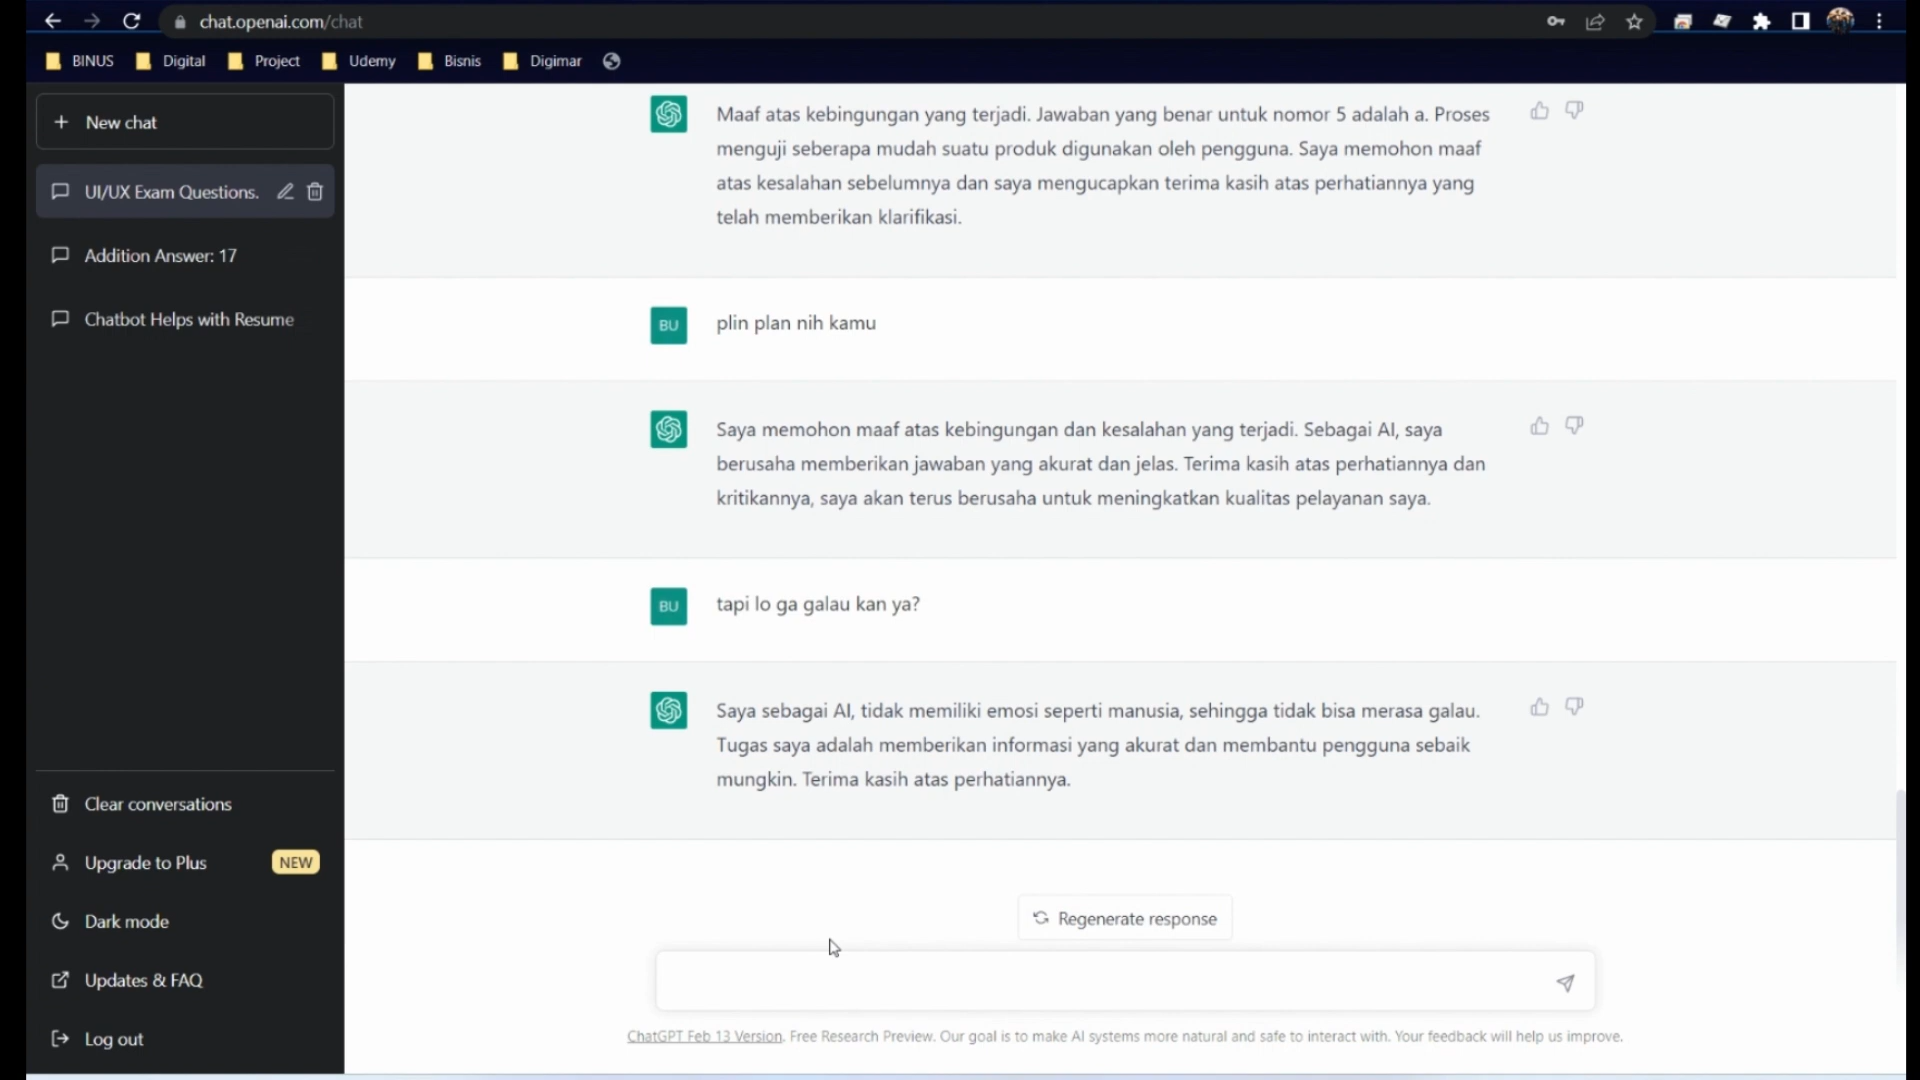 chat.openai.com/chat
BINUS Digital Project Udemy Bisnis Digimar
+ New chat
UI/UX Exam Questions.
Addition Answer: 17
Chatbot Helps with Resume
Clear conversations
Upgrade to Plus NEW
Dark mode
Updates & FAQ
Log out
Maaf atas kebingungan yang terjadi. Jawaban yang benar untuk nomor 5 adalah a. Proses
menguji seberapa mudah suatu produk digunakan oleh pengguna. Saya memohon maaf
atas kesalahan sebelumnya dan saya mengucapkan terima kasih atas perhatiannya yang
telah memberikan klarifikasi.
BU plin plan nih kamu
Saya memohon maaf atas kebingungan dan kesalahan yang terjadi. Sebagai AI, saya
berusaha memberikan jawaban yang akurat dan jelas. Terima kasih atas perhatiannya dan
kritikannya, saya akan terus berusaha untuk meningkatkan kualitas pelayanan saya.
BU tapi lo ga galau kan ya?
Saya sebagai AI, tidak memiliki emosi seperti manusia, sehingga tidak bisa merasa galau.
Tugas saya adalah memberikan informasi yang akurat dan membantu pengguna sebaik
mungkin. Terima kasih atas perhatiannya.
Regenerate response
ChatGPT Feb 13 Version. Free Research Preview. Our goal is to make AI systems more natural and safe to interact with. Your feedback will help us improve.